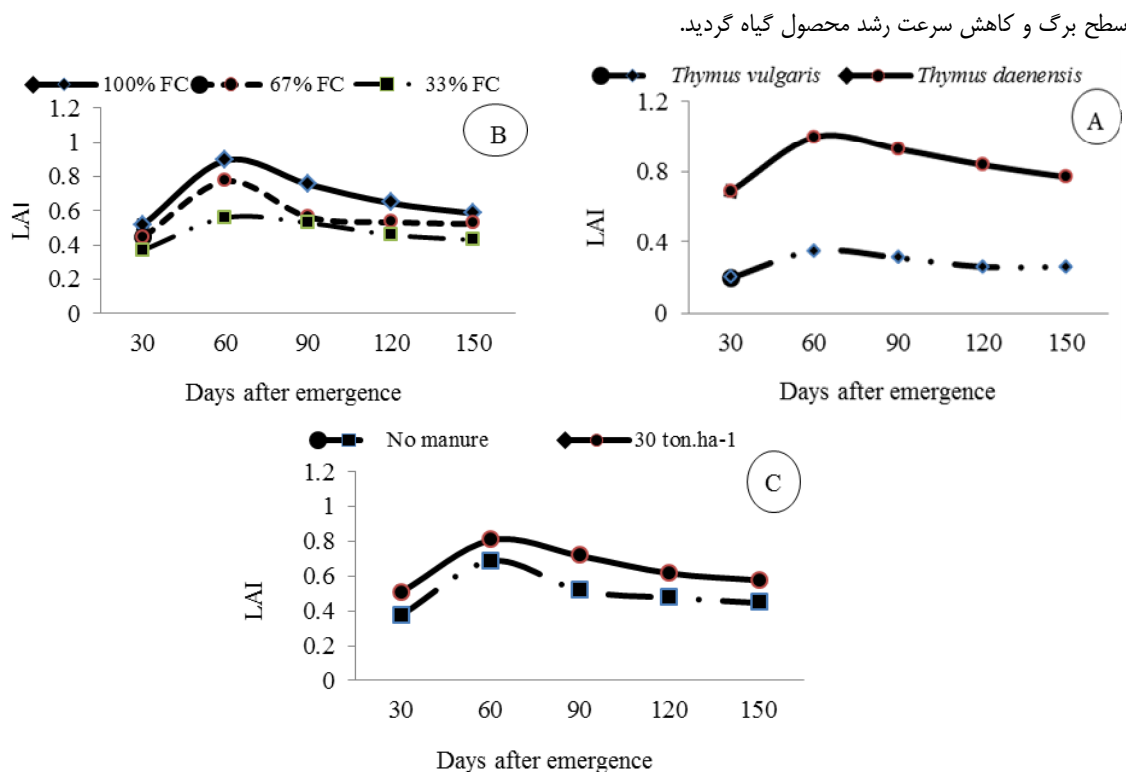 سطح برگ و کاهش سرعت رشد محصول گیاه گردید.
100% FC 67% FC 33% FC
B
1.2
1
0.8
0.6
0.4
0.2
0
LAI
30 60 90 120 150
Days after emergence
Thymus vulgaris Thymus daenensis
A
1.2
0.8
0.4
0
LAI
30 60 90 120 150
Days after emergence
No manure 30 ton.ha-1
C
1.2
1
0.8
0.6
0.4
0.2
0
LAI
30 60 90 120 150
Days after emergence